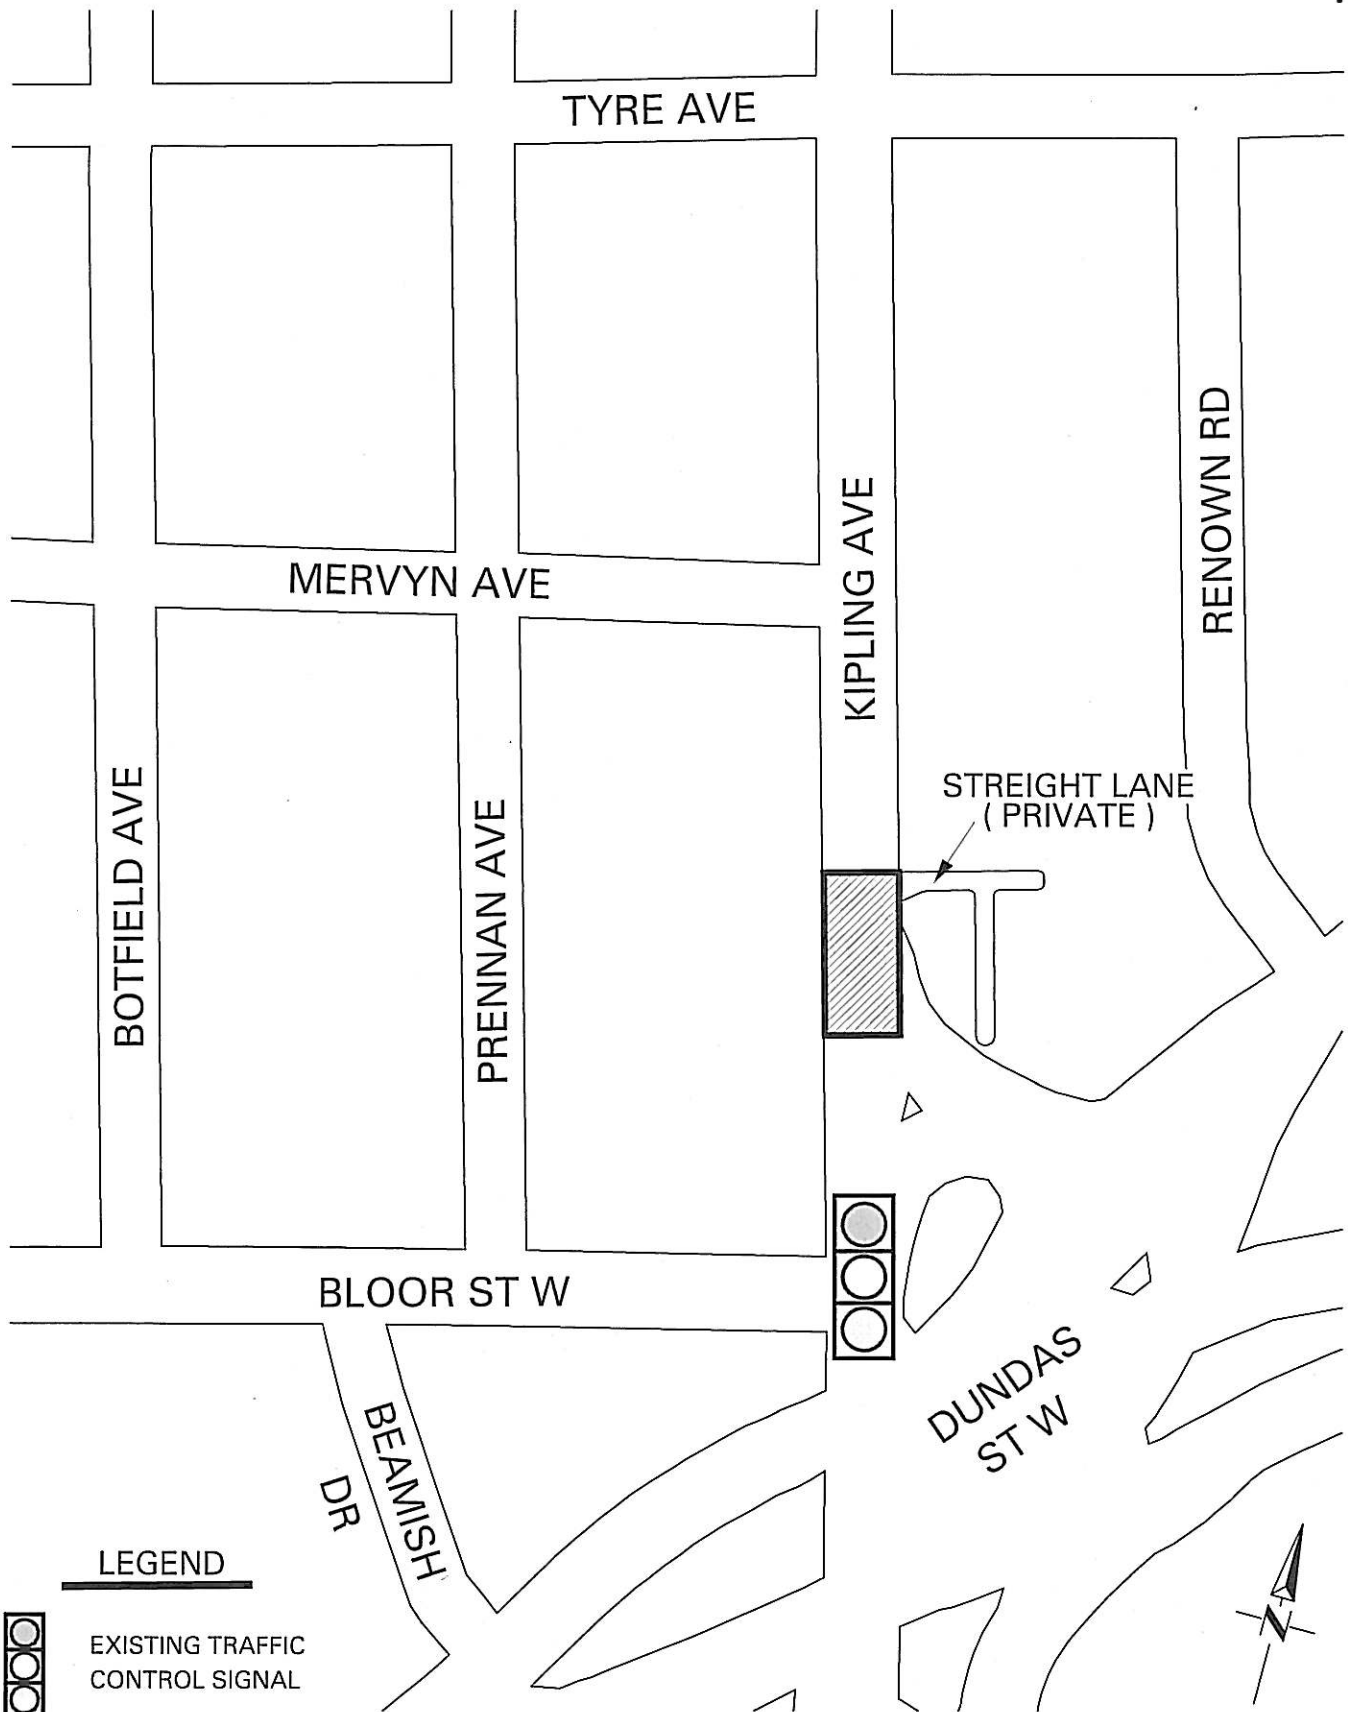 TYRE AVE
RENOWN RD
KIPLING AVE
MERVYN AVE
STREIGHT LANE
( PRIVATE )
BOTFIELD AVE
PRENNAN AVE
BLOOR ST W
DUNDAS
ST W
BEAMISH
DR
LEGEND
EXISTING TRAFFIC
CONTROL SIGNAL
N